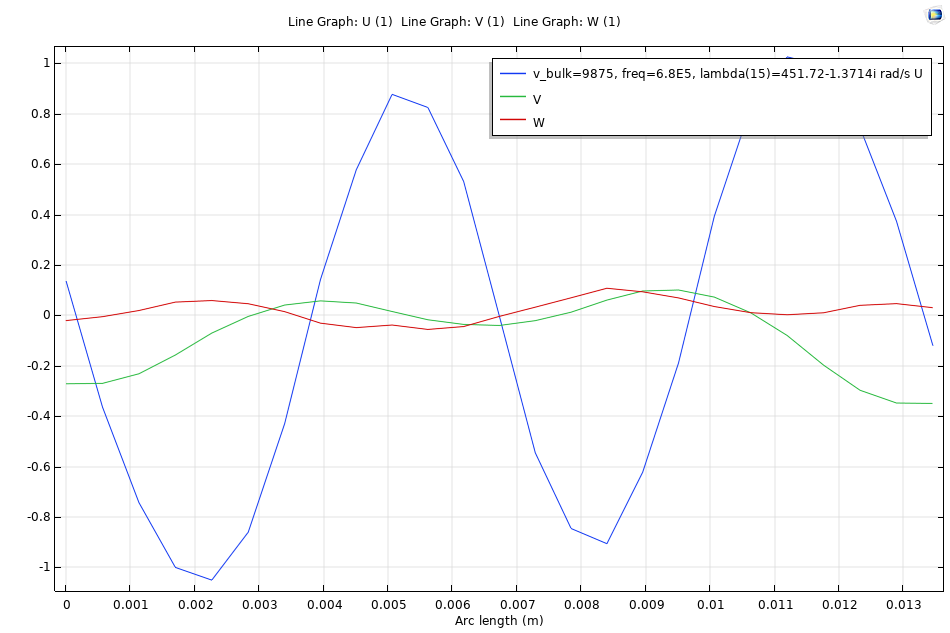 Line Graph: U (1)  Line Graph: V (1)  Line Graph: W (1)
v_bulk=9875, freq=6.8E5, lambda(15)=451.72-1.3714i rad/s U
V
W
1
0.8
0.6
0.4
0.2
0
-0.2
-0.4
-0.6
-0.8
-1
0 0.001 0.002 0.003 0.004 0.005 0.006 0.007 0.008 0.009 0.01 0.011 0.012 0.013
Arc length (m)